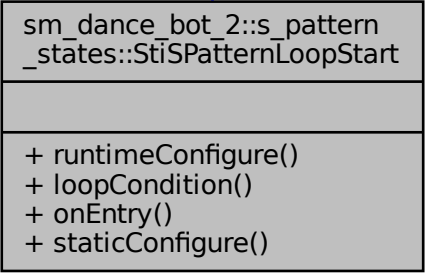 sm_dance_bot_2::s_pattern
_states::StiSPatternLoopStart
+ runtimeConfigure()
+ loopCondition()
+ onEntry()
+ staticConfigure()